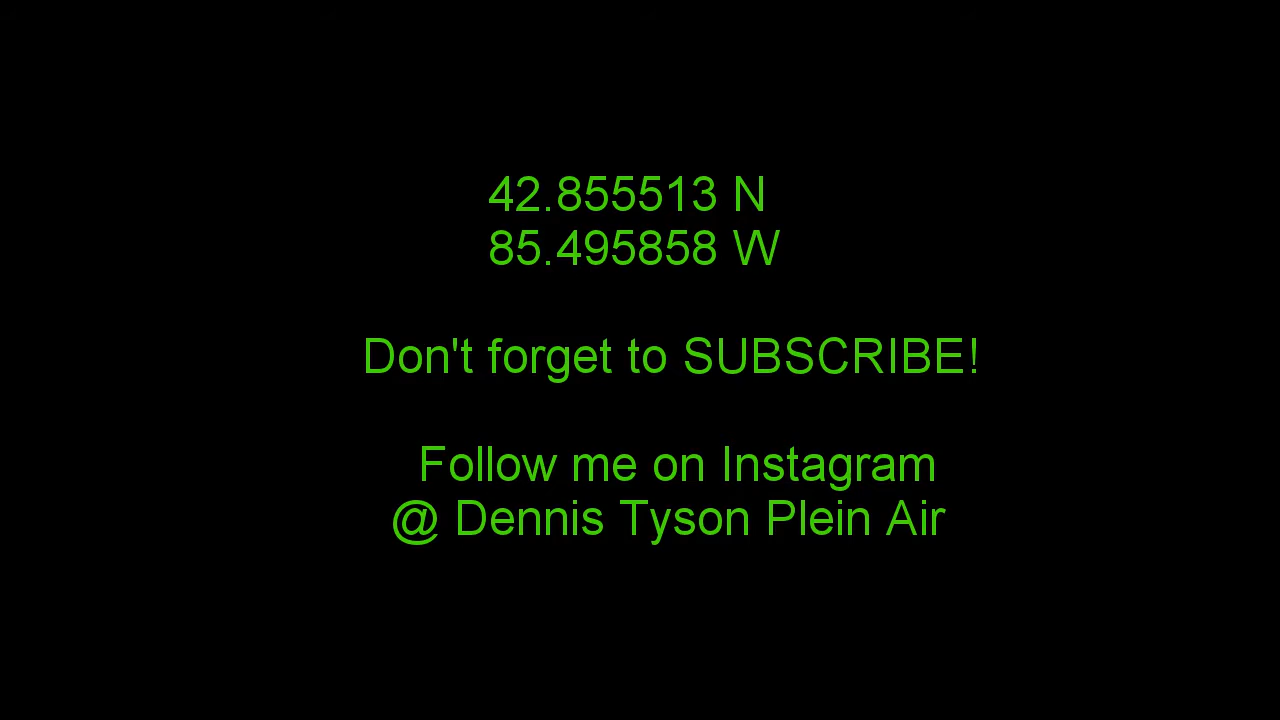 42.855513 N
85.495858 W
Don't forget to SUBSCRIBE!
Follow me on Instagram
@ Dennis Tyson Plein Air